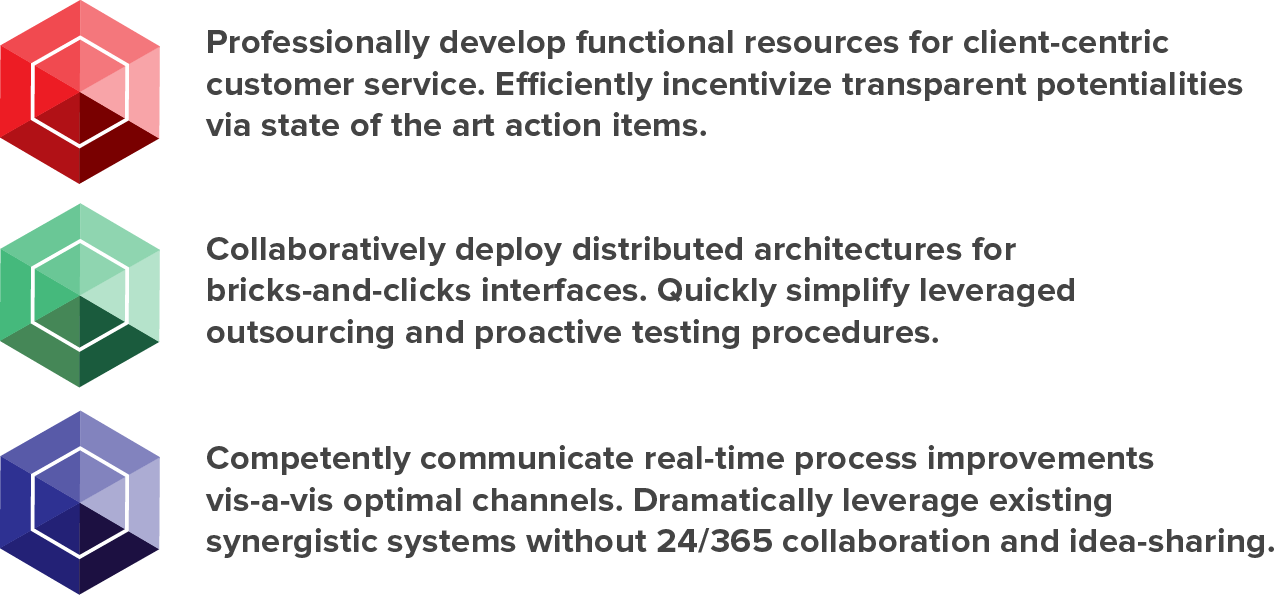 Professionally develop functional resources for client-centric
customer service. Efficiently incentivize transparent potentialities
via state of the art action items.
Collaboratively deploy distributed architectures for
bricks-and-clicks interfaces. Quickly simplify leveraged
outsourcing and proactive testing procedures.
Competently communicate real-time process improvements
vis-a-vis optimal channels. Dramatically leverage existing
synergistic systems without 24/365 collaboration and idea-sharing.